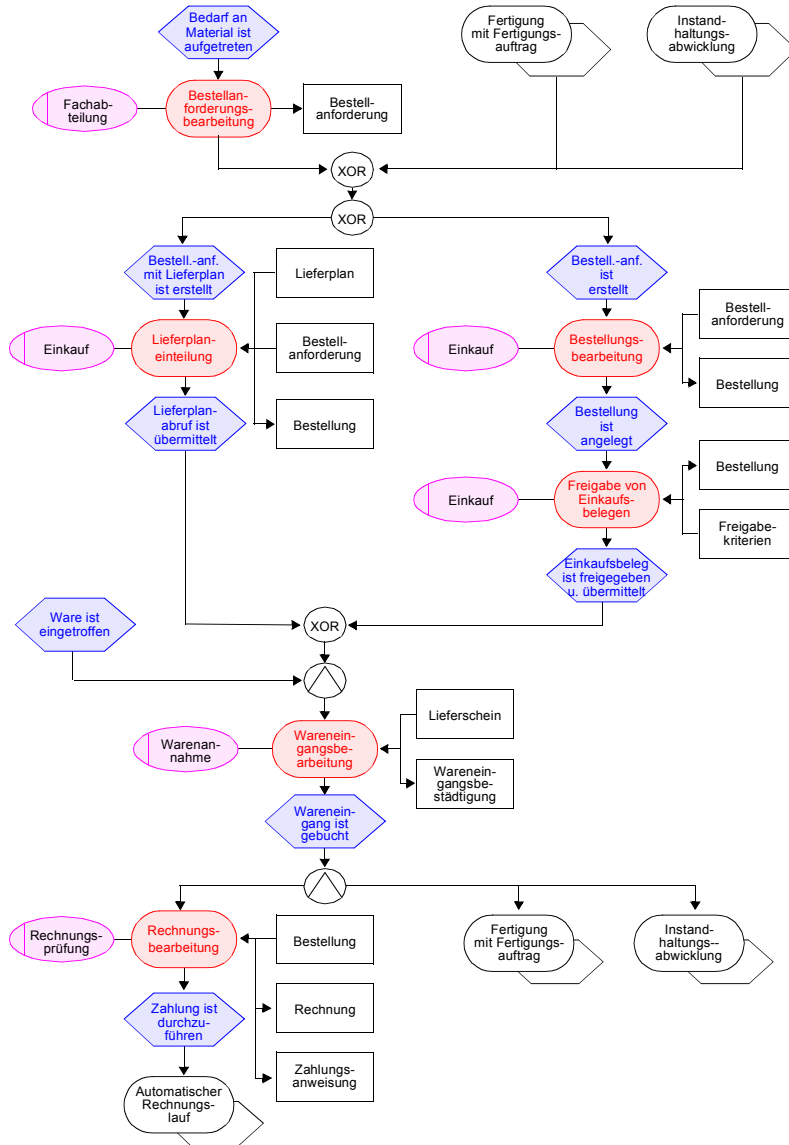 Bedarf an
Material ist
aufgetreten
Fertigung
mit Fertigungs-
auftrag
Instand-
haltungs-
abwicklung
Fachab-
teilung
Bestellan-
forderungs-
bearbeitung
Bestell-
anforderung
XOR
XOR
Bestell.-anf.
mit Lieferplan
ist erstellt
Lieferplan
Bestell.-anf.
ist
erstellt
Einkauf
Lieferplan-
einteilung
Bestell-
anforderung
Einkauf
Bestellungs-
bearbeitung
Bestell-
anforderung
Bestellung
Lieferplan-
abruf ist
übermittelt
Bestellung
Bestellung
ist
angelegt
Einkauf
Freigabe von
Einkaufs-
belegen
Bestellung
Freigabe-
kriterien
Einkaufsbeleg
ist freigegeben
u. übermittelt
Ware ist
eingetroffen
XOR
Warenan-
nahme
Warenein-
gangsbe-
arbeitung
Lieferschein
Warenein-
gangsbe-
städtigung
Warenein-
gang ist
gebucht
Rechnungs-
prüfung
Rechnungs-
bearbeitung
Bestellung
Fertigung
mit Fertigungs-
auftrag
Instand-
haltungs--
abwicklung
Zahlung ist
durchzu-
führen
Rechnung
Zahlungs-
anweisung
Automatischer
Rechnungs-
lauf